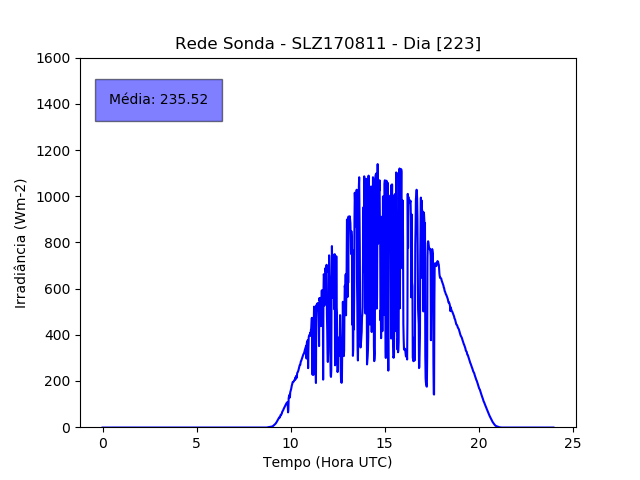 Rede Sonda - SLZ170811 - Dia [223]
1600
1400
1200
1000
800
600
400
200
0
Irradiância (Wm-2)
Média: 235.52
0 5 10 15 20 25
Tempo (Hora UTC)